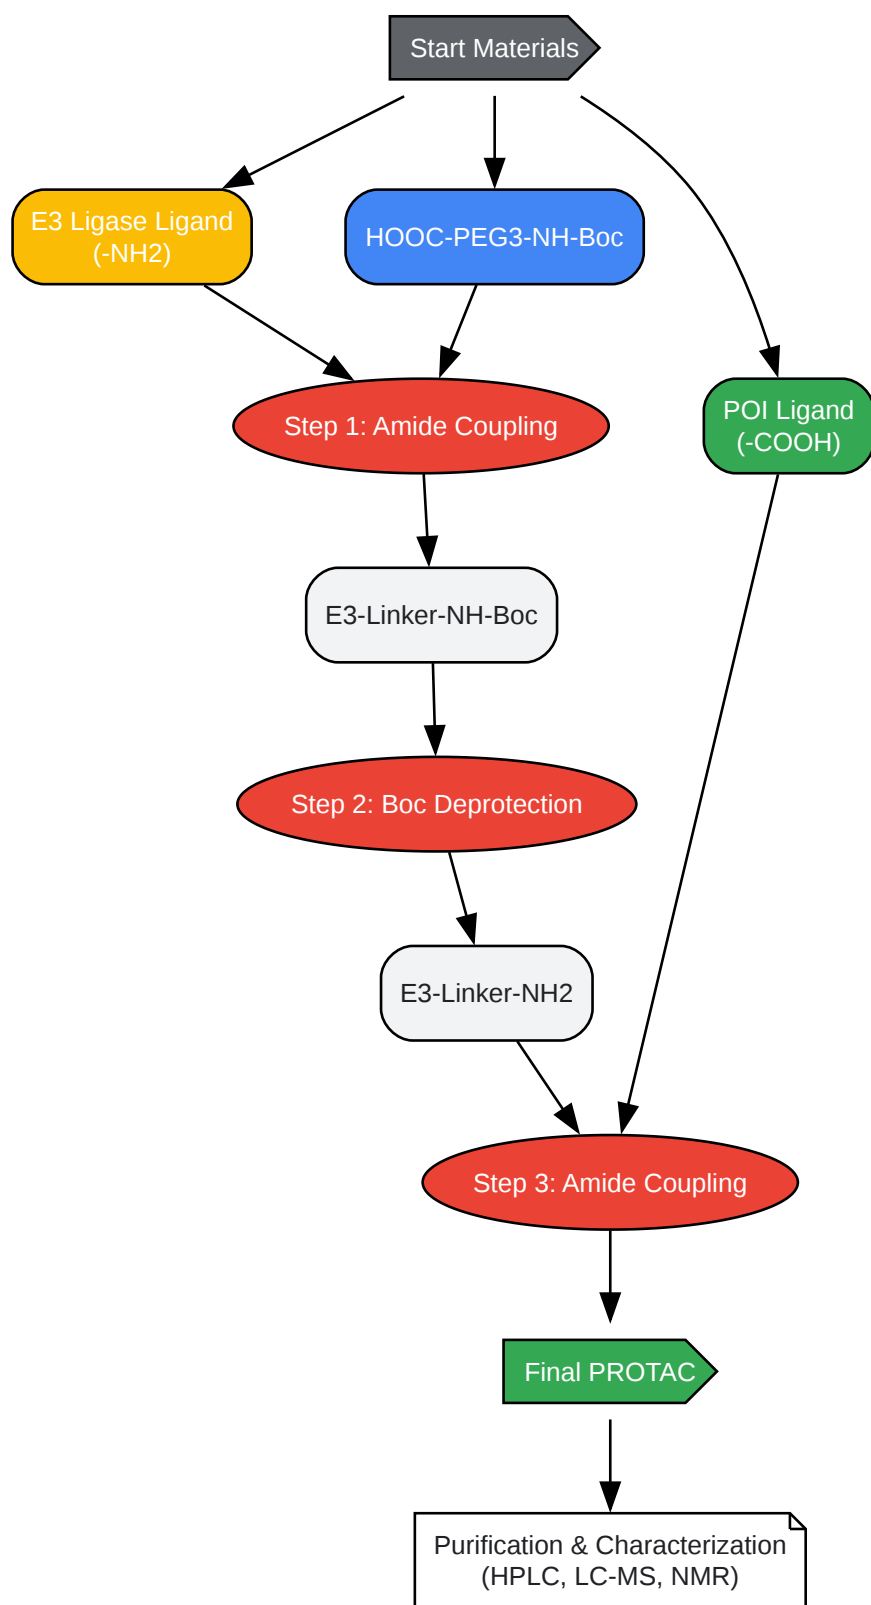 Start Materials
E3 Ligase Ligand
(-NH2)
HOOC-PEG3-NH-Boc
POI Ligand
(-COOH)
Step 1: Amide Coupling
E3-Linker-NH-Boc
Step 2: Boc Deprotection
E3-Linker-NH2
Step 3: Amide Coupling
Final PROTAC
Purification & Characterization
(HPLC, LC-MS, NMR)